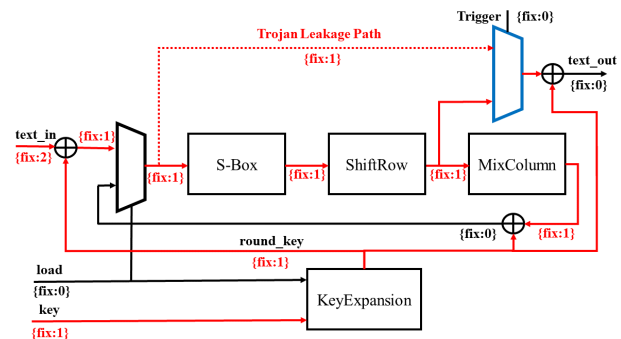 Trigger
{fix:0}
Trojan Leakage Path
{fix:1}
text_out
{fix:0}
text_in
{fix:2}
{fix:1}
{fix:1}
S-Box
{fix:1}
ShiftRow
{fix:1}
MixColumn
{fix:0}
{fix:1}
round_key
{fix:1}
load
{fix:0}
KeyExpansion
key
{fix:1}